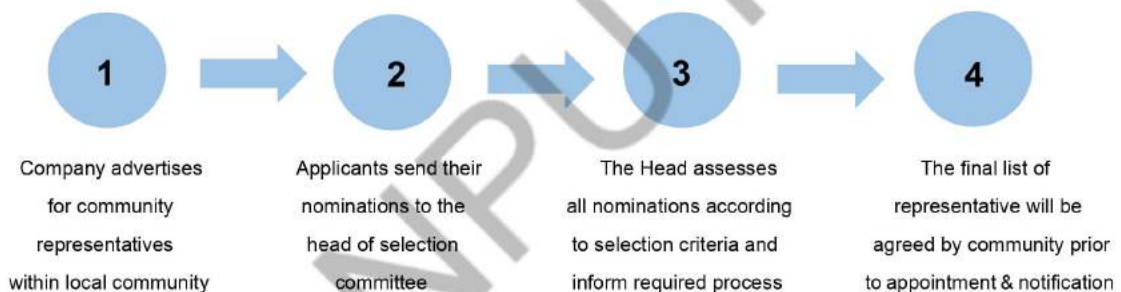 1
2
3
4
Company advertises
for community
representatives
within local community
Applicants send their
nominations to the
head of selection
committee
The Head assesses
all nominations according
to selection criteria and
inform required process
The final list of
representative will be
agreed by community prior
to appointment & notification
NPU